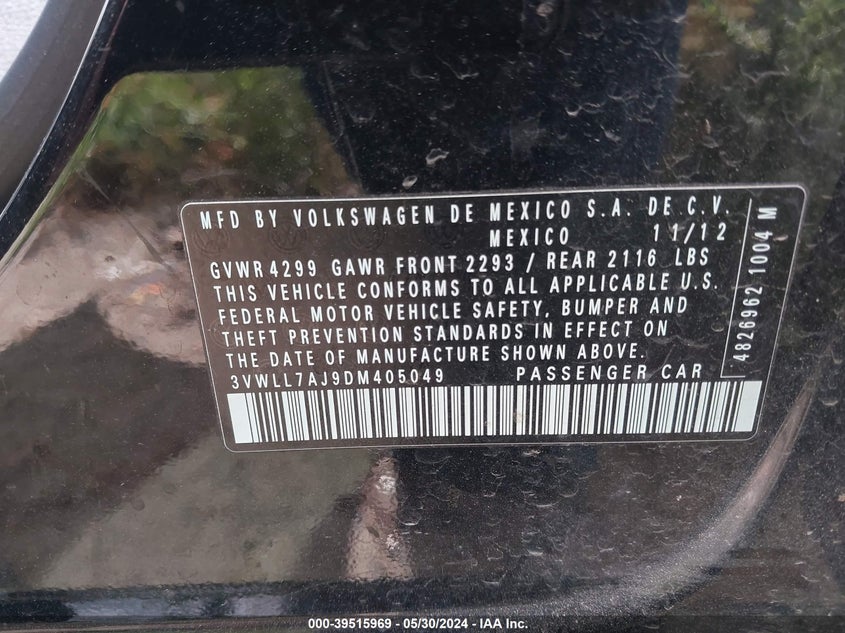 MFD BY VOLKSWAGEN DE MEXICO S.A. DE C.V.
MEXICO 11/12
GVWR 4299 GAWR FRONT 2293 / REAR 2116 LBS
THIS VEHICLE CONFORMS TO ALL APPLICABLE U.S.
FEDERAL MOTOR VEHICLE SAFETY, BUMPER AND
THEFT PREVENTION STANDARDS IN EFFECT ON
THE DATE OF MANUFACTURE SHOWN ABOVE.
3VWLL7AJ9DM405049 PASSENGER CAR
4826962 1004 M
000-39515969 - 05/30/2024 - IAA Inc.